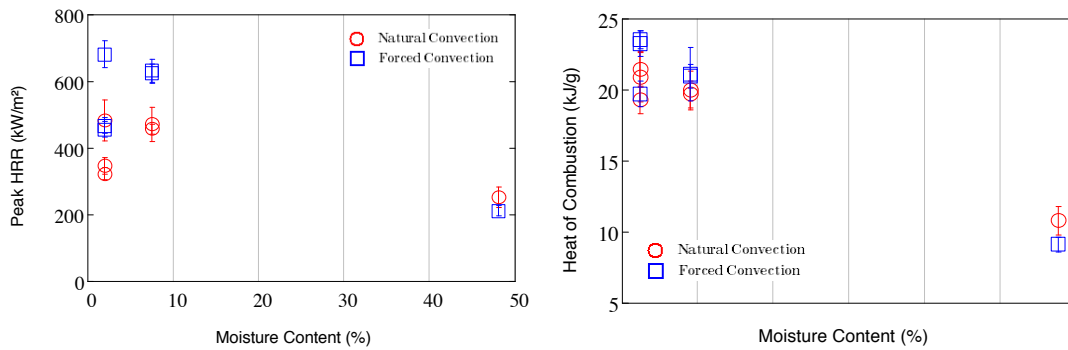 800
600
400
200
0
Peak HRR (kW/m²)
Natural Convection
Forced Convection
0 10 20 30 40 50
Moisture Content (%)
25
20
15
10
5
Heat of Combustion (kJ/g)
Natural Convection
Forced Convection
Moisture Content (%)